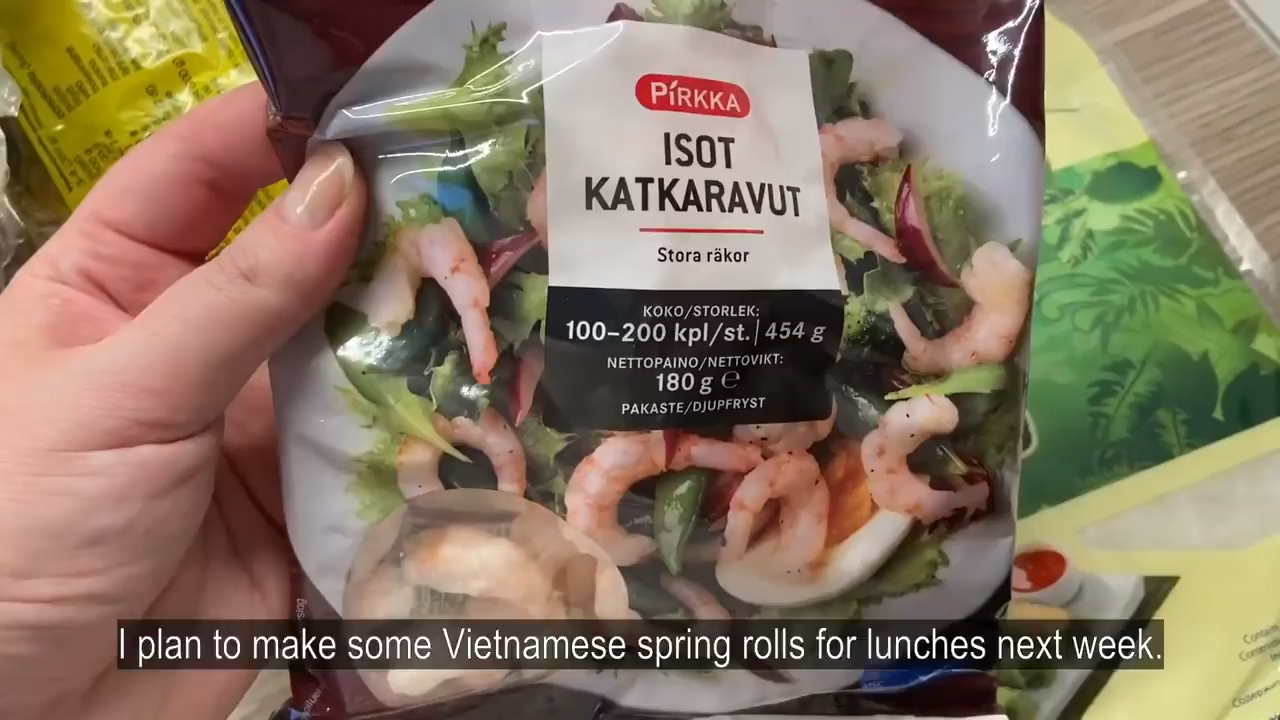 PIRKKA
ISOT
KATKARAVUT
Stora räkor
KOKO/STORLEK:
100–200 kpl/st. | 454 g
NETTOPAINO/NETTOVIKT:
180 g ℮
PAKASTE/DJUPFRYST
I plan to make some Vietnamese spring rolls for lunches next week.